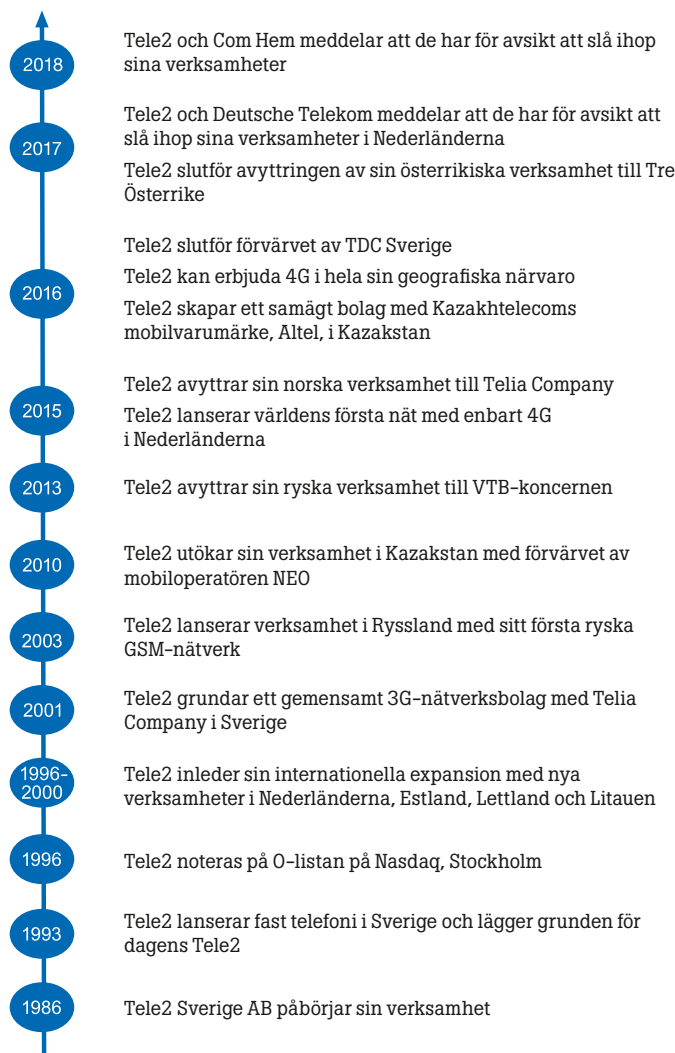 2018
Tele2 och Com Hem meddelar att de har för avsikt att slå ihop
sina verksamheter
2017
Tele2 och Deutsche Telekom meddelar att de har för avsikt att
slå ihop sina verksamheter i Nederländerna
Tele2 slutför avyttringen av sin österrikiska verksamhet till Tre
Österrike
2016
Tele2 slutför förvärvet av TDC Sverige
Tele2 kan erbjuda 4G i hela sin geografiska närvaro
Tele2 skapar ett samägt bolag med Kazakhtelecoms
mobilvarumärke, Altel, i Kazakstan
2015
Tele2 avyttrar sin norska verksamhet till Telia Company
Tele2 lanserar världens första nät med enbart 4G
i Nederländerna
2013
Tele2 avyttrar sin ryska verksamhet till VTB-koncernen
2010
Tele2 utökar sin verksamhet i Kazakstan med förvärvet av
mobiloperatören NEO
2003
Tele2 lanserar verksamhet i Ryssland med sitt första ryska
GSM-nätverk
2001
Tele2 grundar ett gemensamt 3G-nätverksbolag med Telia
Company i Sverige
1996-
2000
Tele2 inleder sin internationella expansion med nya
verksamheter i Nederländerna, Estland, Lettland och Litauen
1996
Tele2 noteras på O-listan på Nasdaq, Stockholm
1993
Tele2 lanserar fast telefoni i Sverige och lägger grunden för
dagens Tele2
1986
Tele2 Sverige AB påbörjar sin verksamhet